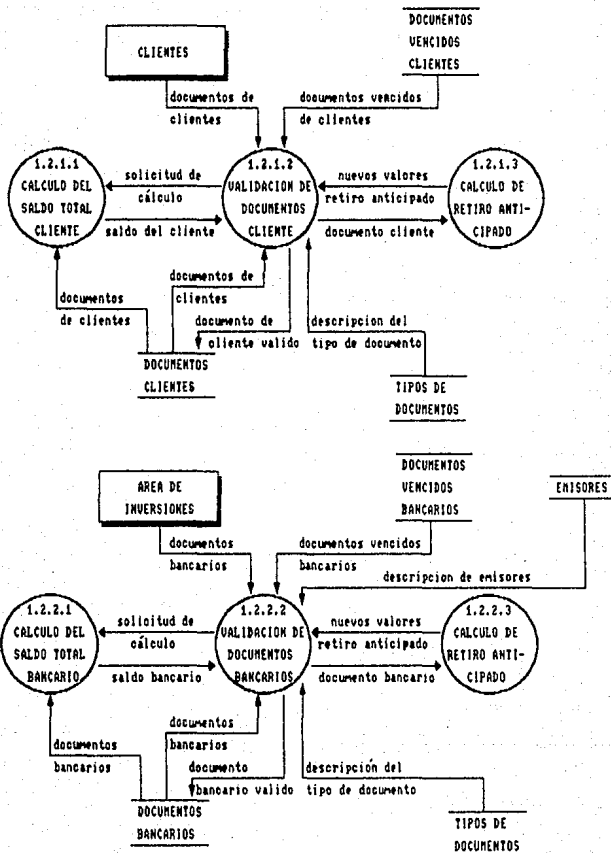 DOCUMENTOS
VENCIDOS
CLIENTES
CLIENTES
documentos de
clientes
documentos vencidos
de clientes
1.2.1.1
CALCULO DEL
SALDO TOTAL
CLIENTE
solicitud de
cálculo
saldo del cliente
1.2.1.2
VALIDACION DE
DOCUMENTOS
CLIENTE
nuevos valores
retiro anticipado
documento cliente
1.2.1.3
CALCULO DE
RETIRO ANTI-
CIPADO
documentos
de clientes
documentos de
clientes
documento de
cliente valido
descripcion del
tipo de documento
DOCUMENTOS
CLIENTES
TIPOS DE
DOCUMENTOS
AREA DE
INVERSIONES
DOCUMENTOS
VENCIDOS
BANCARIOS
EMISORES
documentos
bancarios
documentos vencidos
bancarios
descripcion de emisores
1.2.2.1
CALCULO DEL
SALDO TOTAL
BANCARIO
solicitud de
cálculo
saldo bancario
1.2.2.2
VALIDACION DE
DOCUMENTOS
BANCARIOS
nuevos valores
retiro anticipado
documento bancario
1.2.2.3
CALCULO DE
RETIRO ANTI-
CIPADO
documentos
bancarios
documentos
bancarios
documento
bancario valido
descripción del
tipo de documento
DOCUMENTOS
BANCARIOS
TIPOS DE
DOCUMENTOS